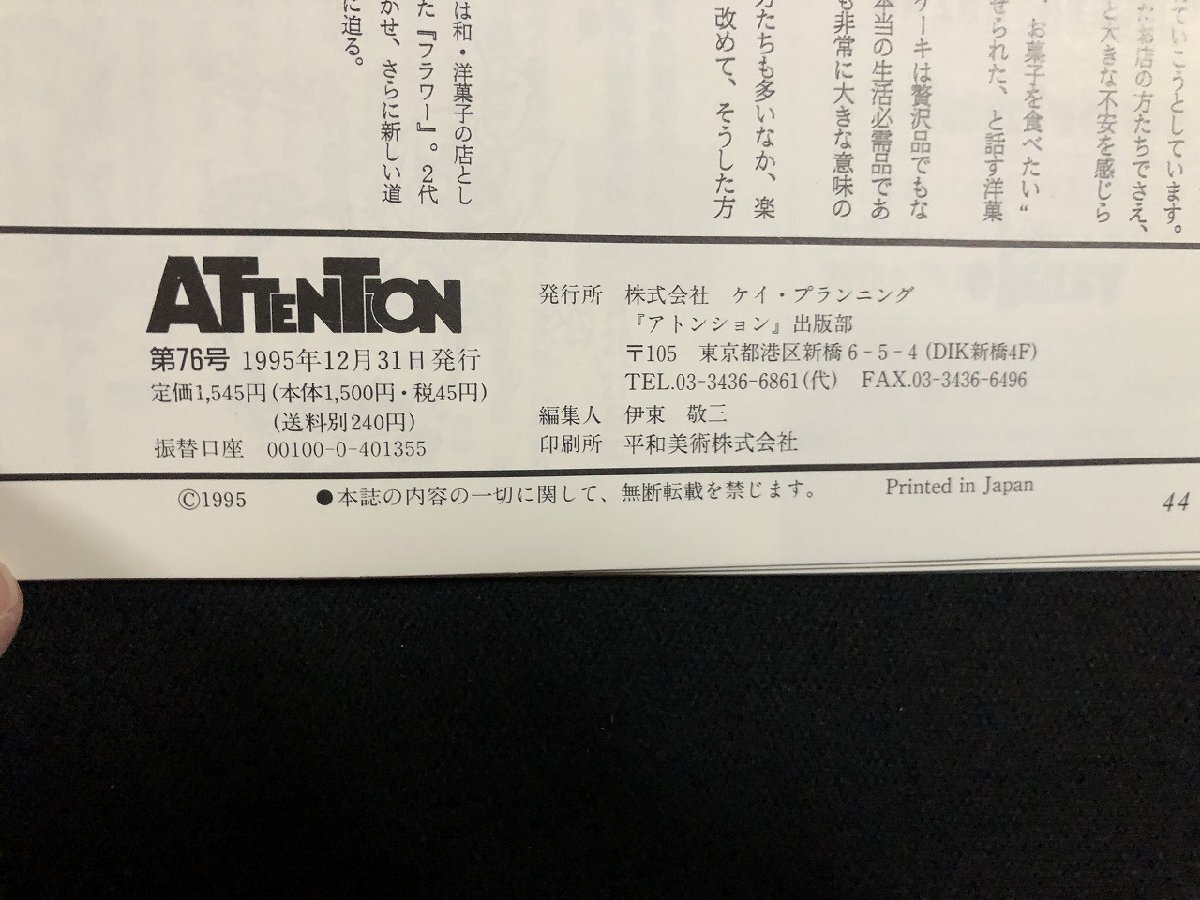 ていこうとしています。
たお店の方たちでさえ、
と大きな不安を感じら
、お菓子を食べたい“
せられた、と話す洋菓
ケーキは贅沢品でもな
本当の生活必需品であ
も非常に大きな意味の
方たちも多いなか、楽
改めて、そうした方
は和・洋菓子の店とし
た『フラワー』。2代
かせ、さらに新しい道
に迫る。
ATTENTION
第76号 1995年12月31日発行
定価1,545円(本体1,500円・税45円)
(送料別240円)
振替口座 00100-0-401355
発行所 株式会社 ケイ・プランニング
『アトンション』出版部
〒105 東京都港区新橋6-5-4(DIK新橋4F)
TEL.03-3436-6861(代) FAX.03-3436-6496
編集人 伊東 敬三
印刷所 平和美術株式会社
©1995 ●本誌の内容の一切に関して、無断転載を禁じます。 Printed in Japan
44